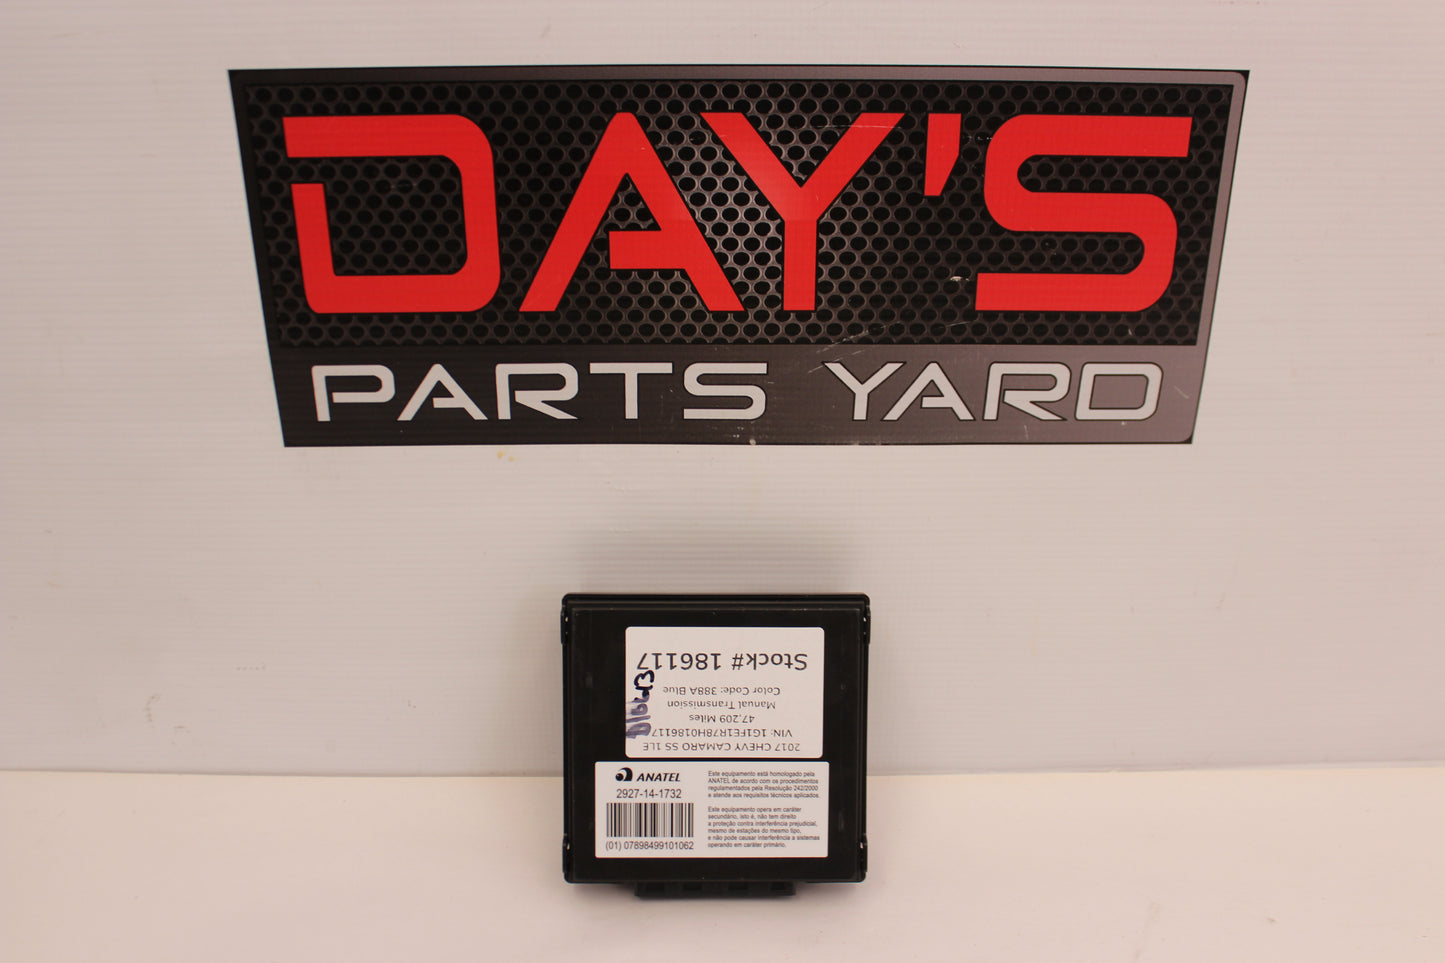 DAY'S
PARTS YARD
Stock# 186117
Color Code: 388A Blue
Manual Transmission
47,209 Miles
VIN: 1G1FE1R78H0186117
2017 CHEVY CAMARO SS 1LE
ANATEL
2927-14-1732
(01) 07898499101062
Este equipamento está homologado pela
ANATEL de acordo com os procedimentos
regulamentados pela Resolução 242/2000
e atende aos requisitos técnicos aplicados.
Este equipamento opera em caráter
secundário, isto é, não tem direito
a proteção contra interferência prejudicial,
mesmo de estações do mesmo tipo,
e não pode causar interferência a sistemas
operando em caráter primário.